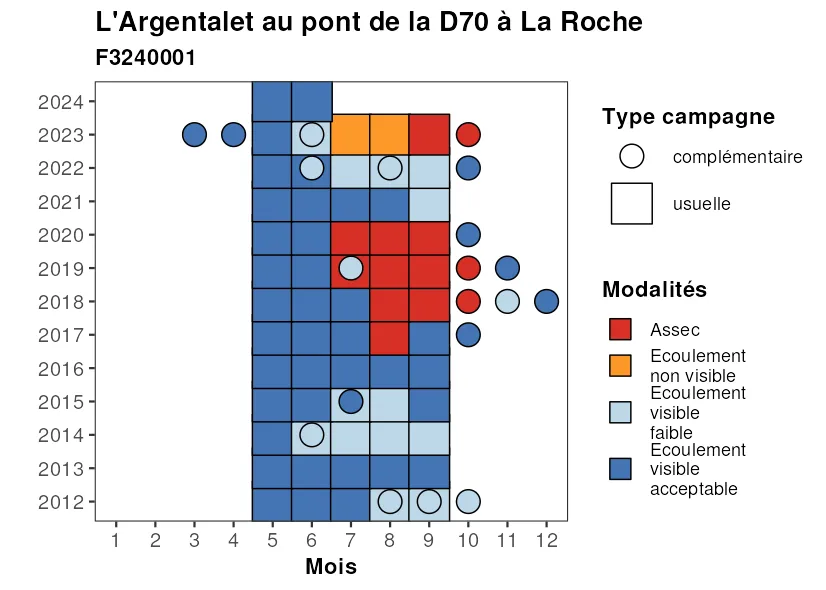 L'Argentalet au pont de la D70 à La Roche
F3240001
2024
2023
2022
2021
2020
2019
2018
2017
2016
2015
2014
2013
2012
1 2 3 4 5 6 7 8 9 10 11 12
Mois
Type campagne
complémentaire
usuelle
Modalités
Assec
Ecoulement
non visible
Ecoulement
visible
faible
Ecoulement
visible
acceptable